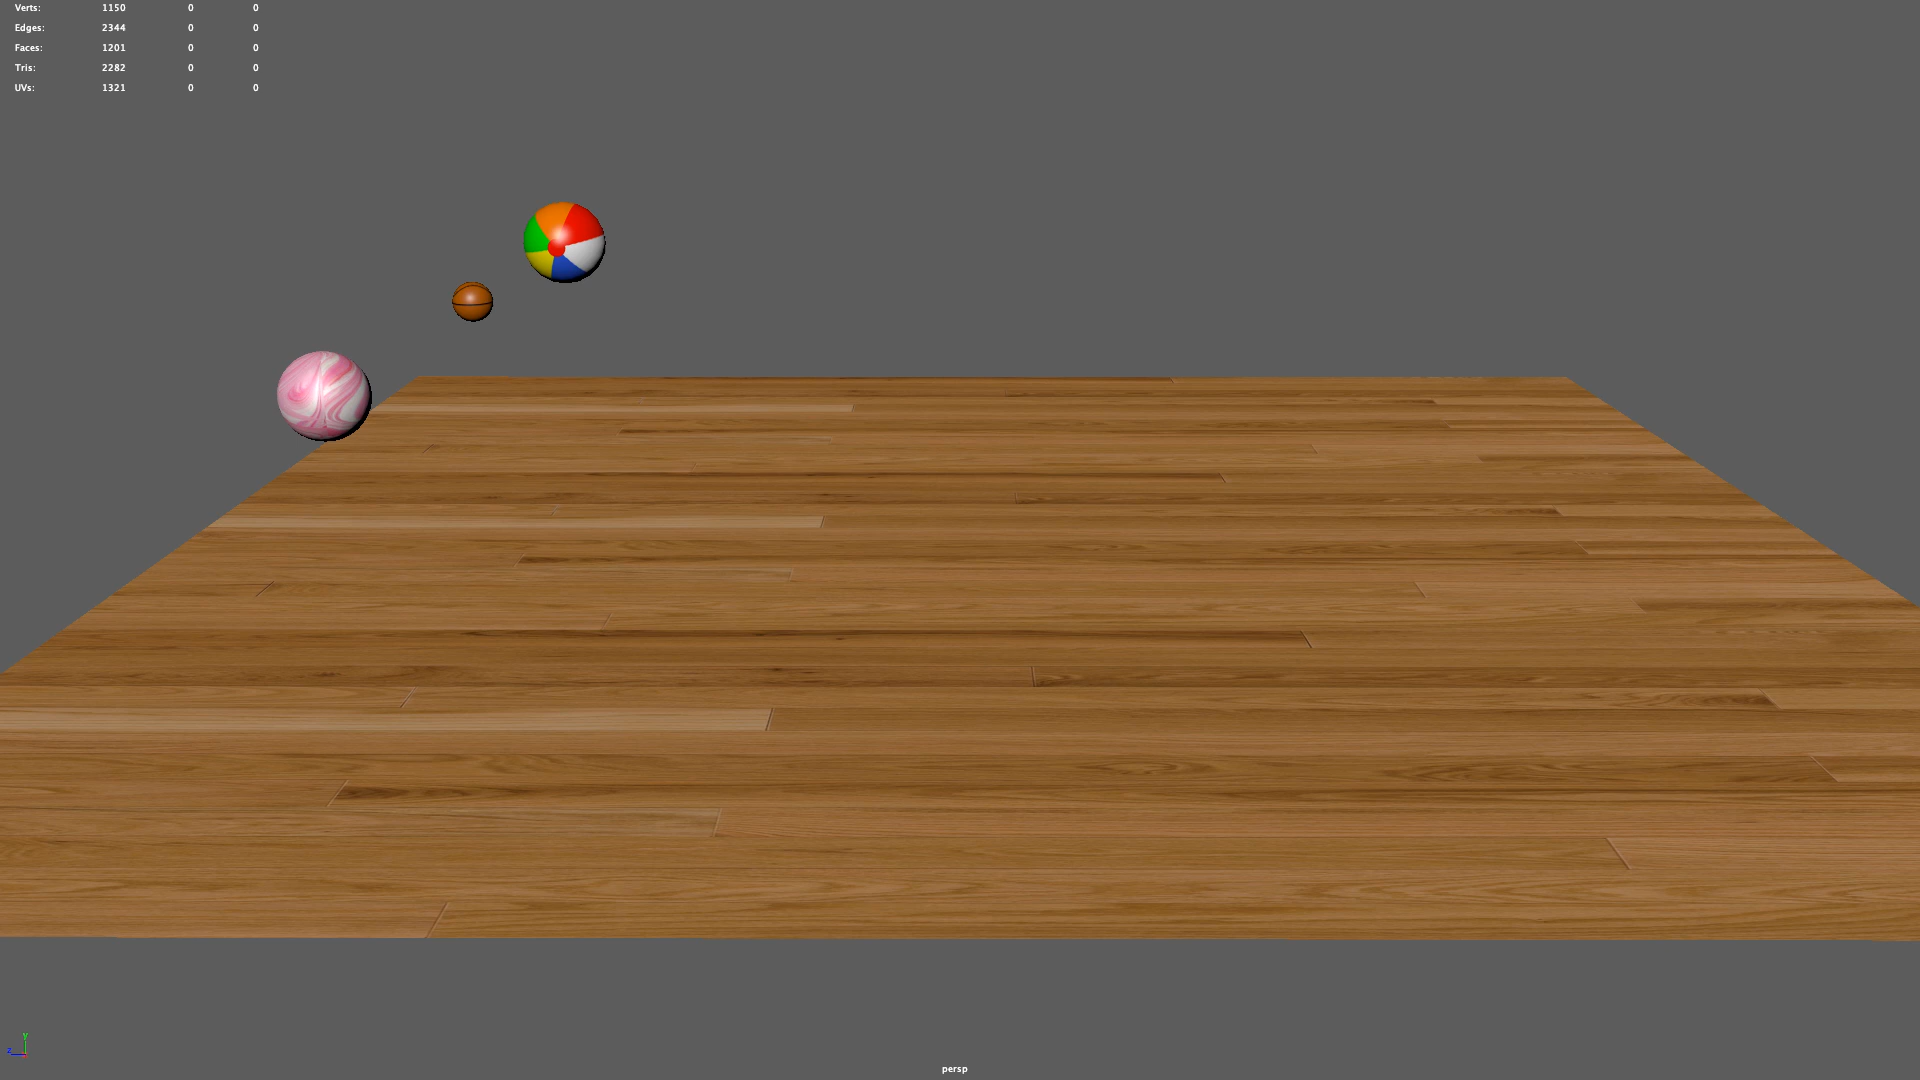 Verts: 1150 0 0
Edges: 2344 0 0
Faces: 1201 0 0
Tris: 2282 0 0
UVs: 1321 0 0
y
z
persp